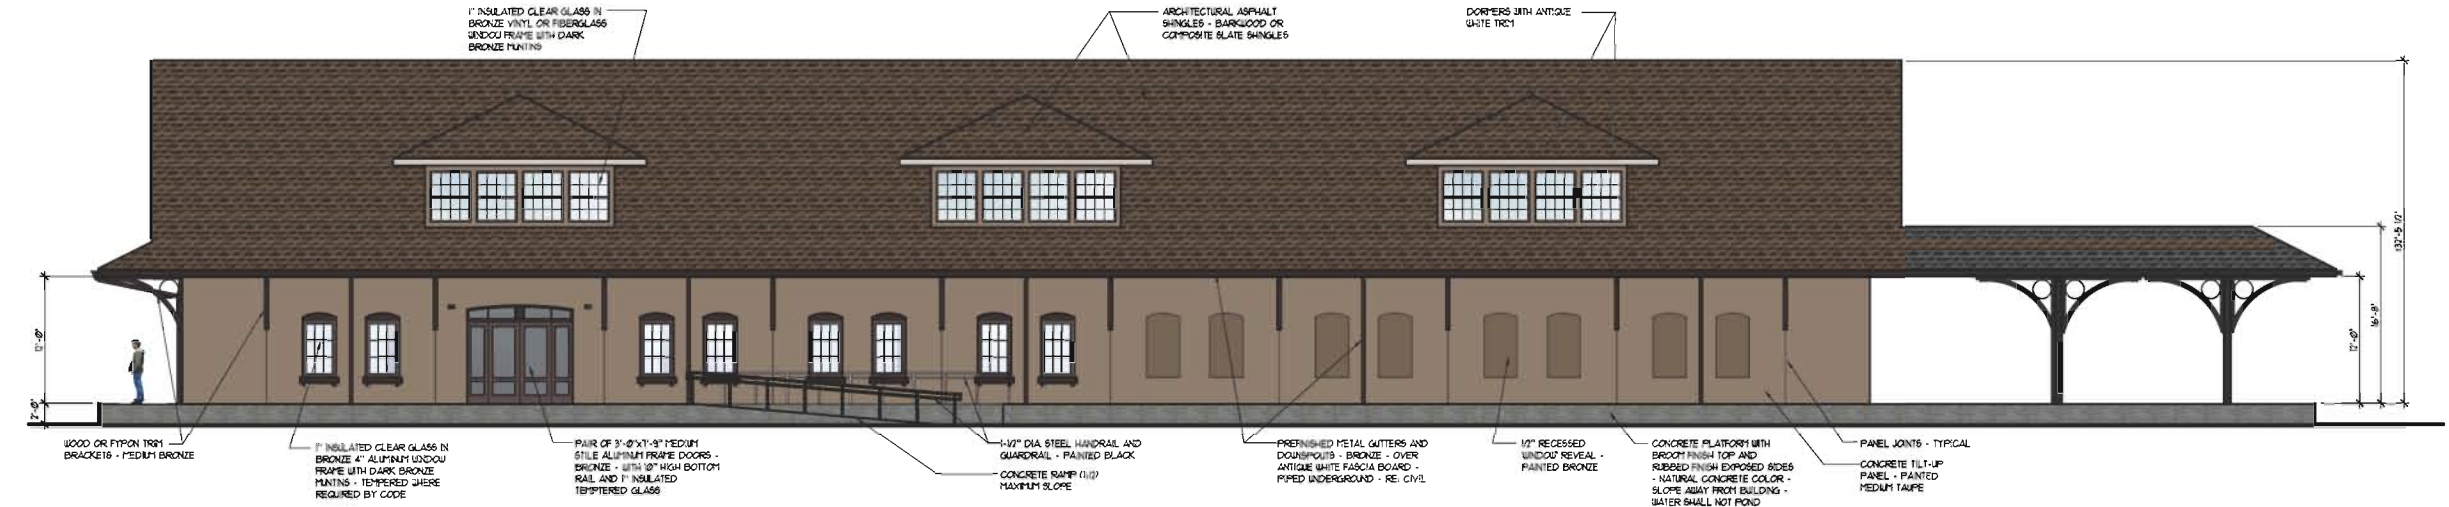 1" INSULATED CLEAR GLASS IN
BRONZE VINYL OR FIBERGLASS
WINDOW FRAME WITH DARK
BRONZE MUNTINS
ARCHITECTURAL ASPHALT
SHINGLES - BARKWOOD OR
COMPOSITE SLATE SHINGLES
DORMERS WITH ANTIQUE
WHITE TRIM
±32'-5 1/2"
16'-8"
12'-0"
12'-0"
2'-0"
WOOD OR FYPON TRIM
BRACKETS - MEDIUM BRONZE
1" INSULATED CLEAR GLASS IN
BRONZE 4" ALUMINUM WINDOW
FRAME WITH DARK BRONZE
MUNTINS - TEMPERED WHERE
REQUIRED BY CODE
PAIR OF 3'-0"x7'-9" MEDIUM
STILE ALUMINUM FRAME DOORS -
BRONZE - WITH 10" HIGH BOTTOM
RAIL AND 1" INSULATED
TEMPTERED GLASS
1-1/2" DIA. STEEL HANDRAIL AND
GUARDRAIL - PAINTED BLACK
CONCRETE RAMP (1:12)
MAXIMUM SLOPE
PREFINISHED METAL GUTTERS AND
DOWNSPOUTS - BRONZE - OVER
ANTIQUE WHITE FASCIA BOARD -
PIPED UNDERGROUND - RE: CIVIL
1/2" RECESSED
WINDOW REVEAL -
PAINTED BRONZE
CONCRETE PLATFORM WITH
BROOM FINISH TOP AND
RUBBED FINISH EXPOSED SIDES
- NATURAL CONCRETE COLOR -
SLOPE AWAY FROM BUILDING -
WATER SHALL NOT POND
PANEL JOINTS - TYPICAL
CONCRETE TILT-UP
PANEL - PAINTED
MEDIUM TAUPE